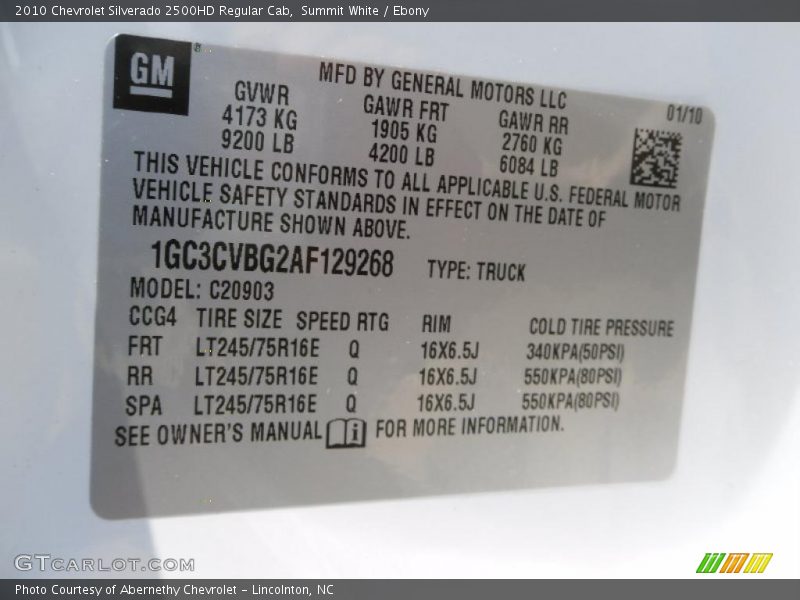 2010 Chevrolet Silverado 2500HD Regular Cab, Summit White / Ebony
GM
MFD BY GENERAL MOTORS LLC
01/10
GVWR GAWR FRT GAWR RR
4173 KG 1905 KG 2760 KG
9200 LB 4200 LB 6084 LB
THIS VEHICLE CONFORMS TO ALL APPLICABLE U.S. FEDERAL MOTOR
VEHICLE SAFETY STANDARDS IN EFFECT ON THE DATE OF
MANUFACTURE SHOWN ABOVE.
1GC3CVBG2AF129268 TYPE: TRUCK
MODEL: C20903
CCG4 TIRE SIZE SPEED RTG RIM COLD TIRE PRESSURE
FRT LT245/75R16E Q 16X6.5J 340KPA(50PSI)
RR LT245/75R16E Q 16X6.5J 550KPA(80PSI)
SPA LT245/75R16E Q 16X6.5J 550KPA(80PSI)
SEE OWNER'S MANUAL i FOR MORE INFORMATION.
GTCARLOT.COM
Photo Courtesy of Abernethy Chevrolet - Lincolnton, NC